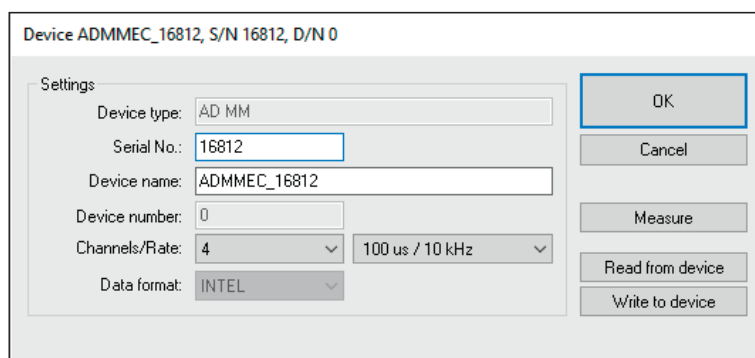 Device ADMMEC_16812, S/N 16812, D/N 0
Settings
Device type: AD MM
Serial No.: 16812
Device name: ADMMEC_16812
Device number: 0
Channels/Rate: 4 100 us / 10 kHz
Data format: INTEL
OK
Cancel
Measure
Read from device
Write to device